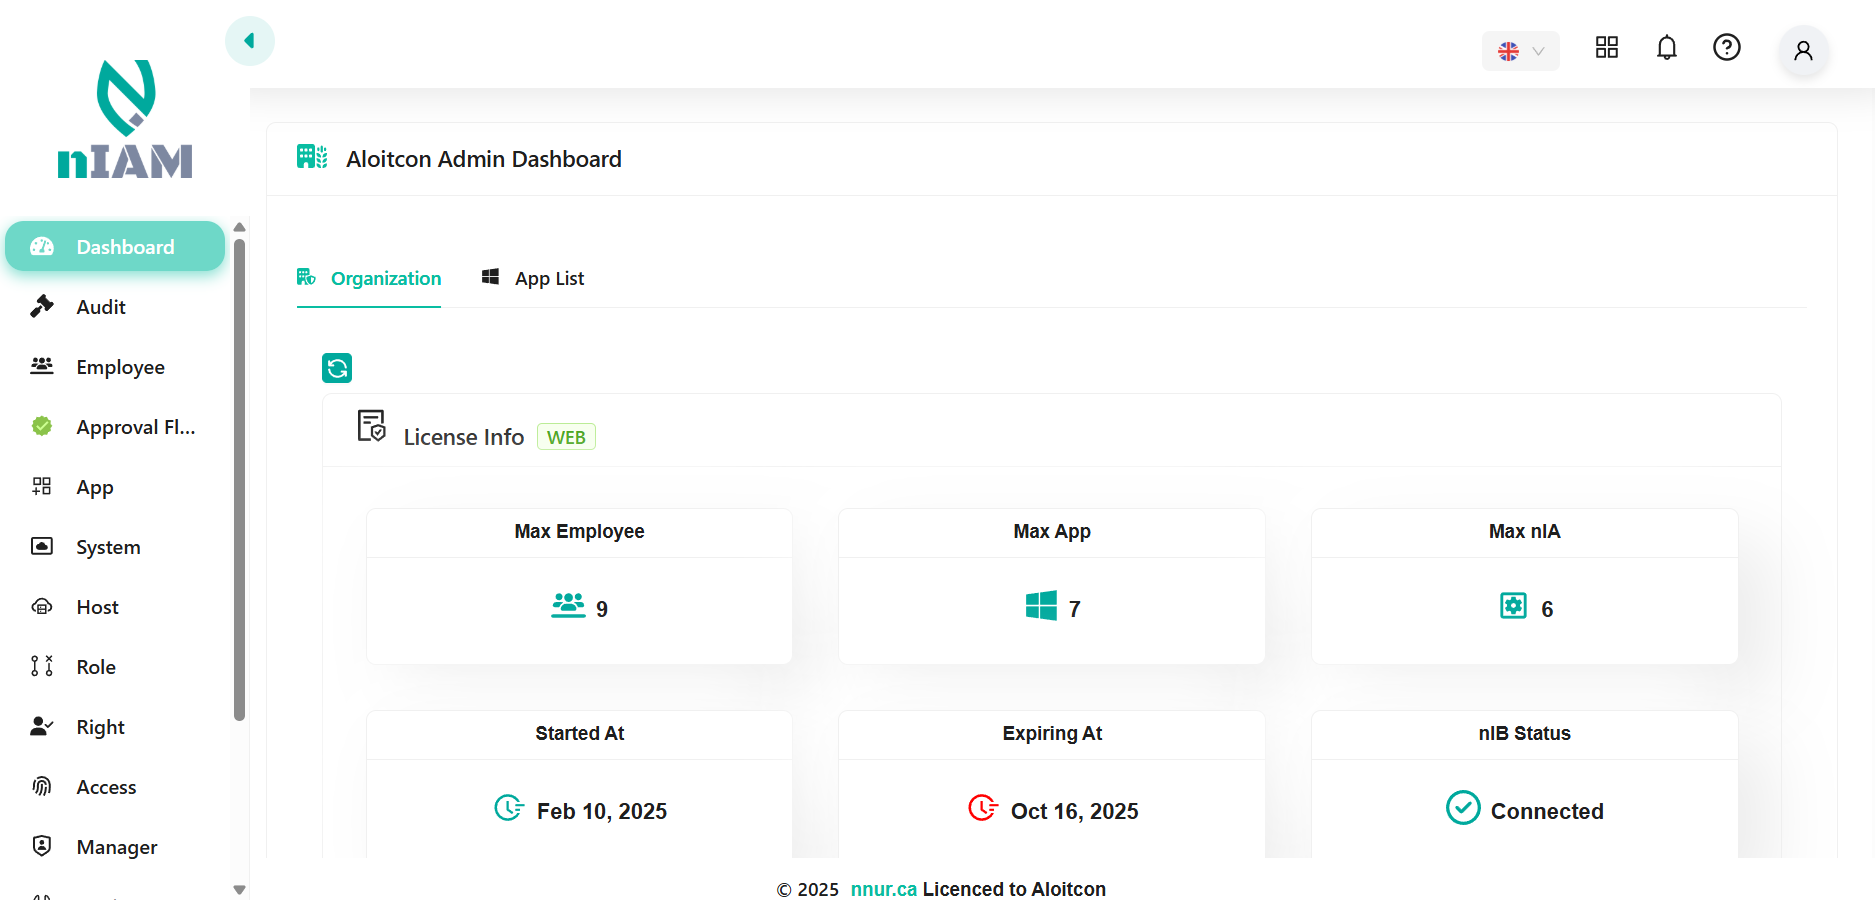 nIAM
Dashboard
Audit
Employee
Approval Fl...
App
System
Host
Role
Right
Access
Manager
Aloitcon Admin Dashboard
Organization
App List
License Info WEB
Max Employee
9
Max App
7
Max nIA
6
Started At
Feb 10, 2025
Expiring At
Oct 16, 2025
nIB Status
Connected
© 2025 nnur.ca Licenced to Aloitcon